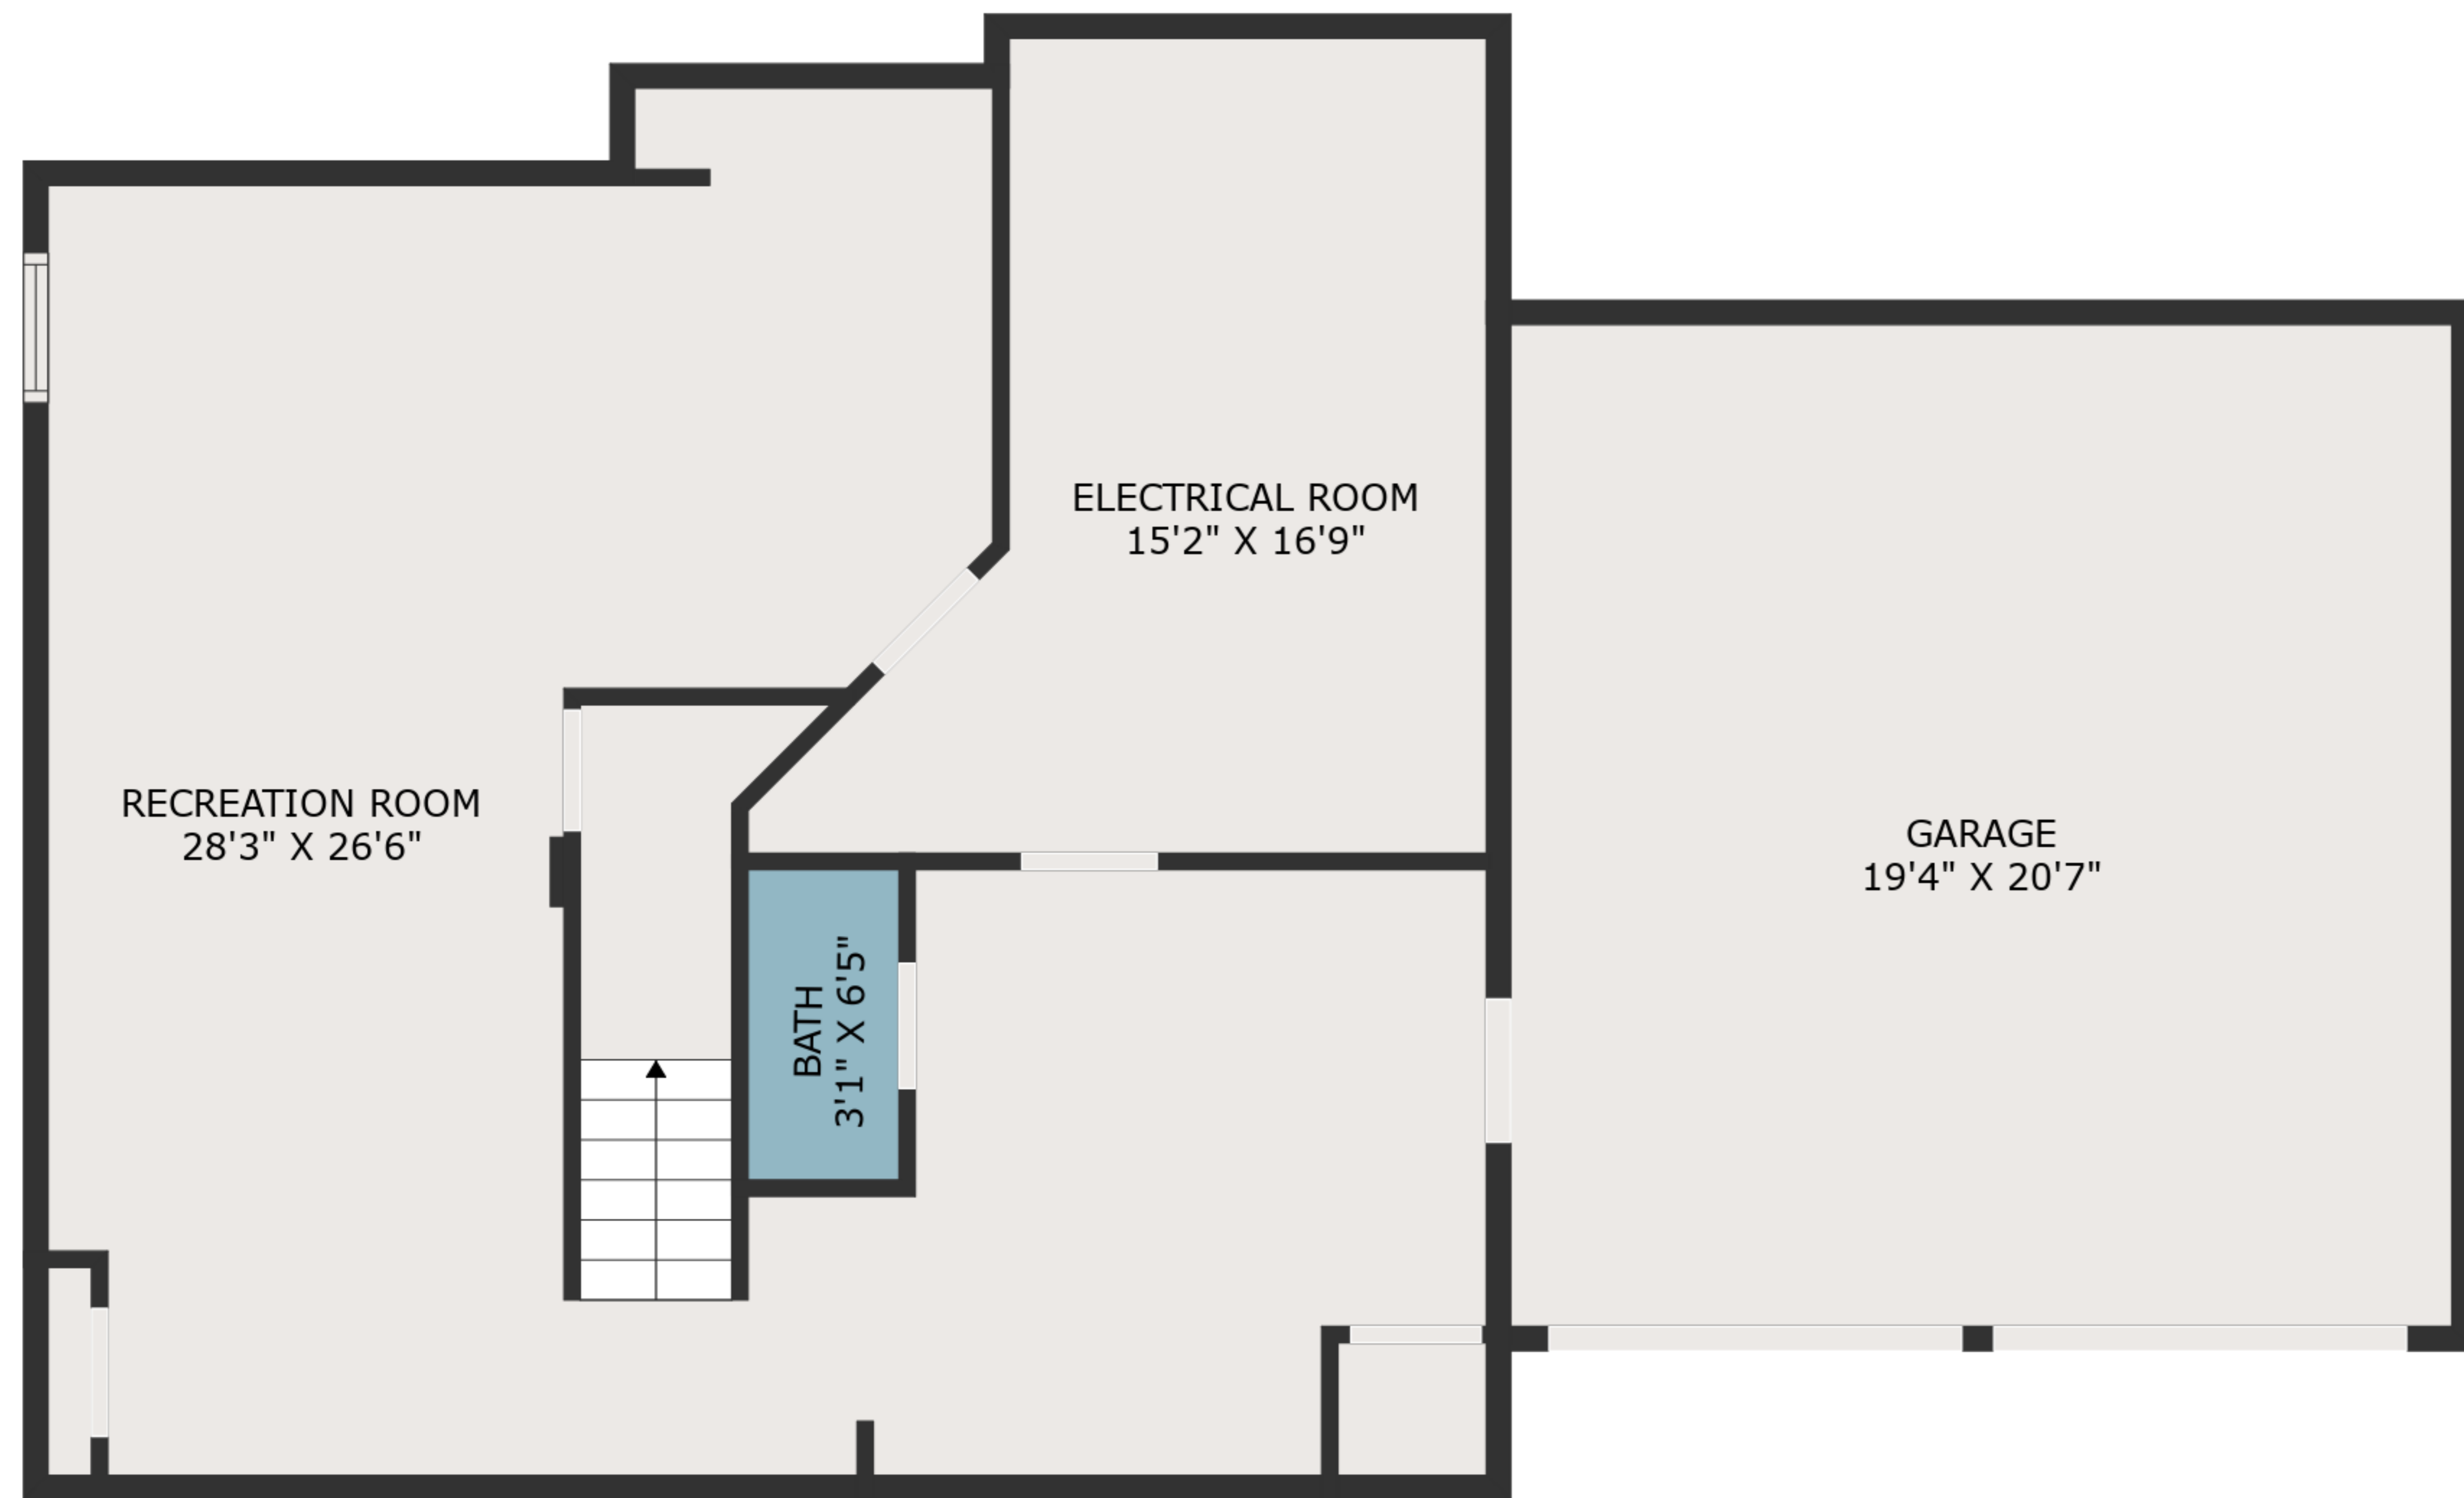 ELECTRICAL ROOM
15'2" X 16'9"
RECREATION ROOM
28'3" X 26'6"
GARAGE
19'4" X 20'7"
BATH
3'1" X 6'5"